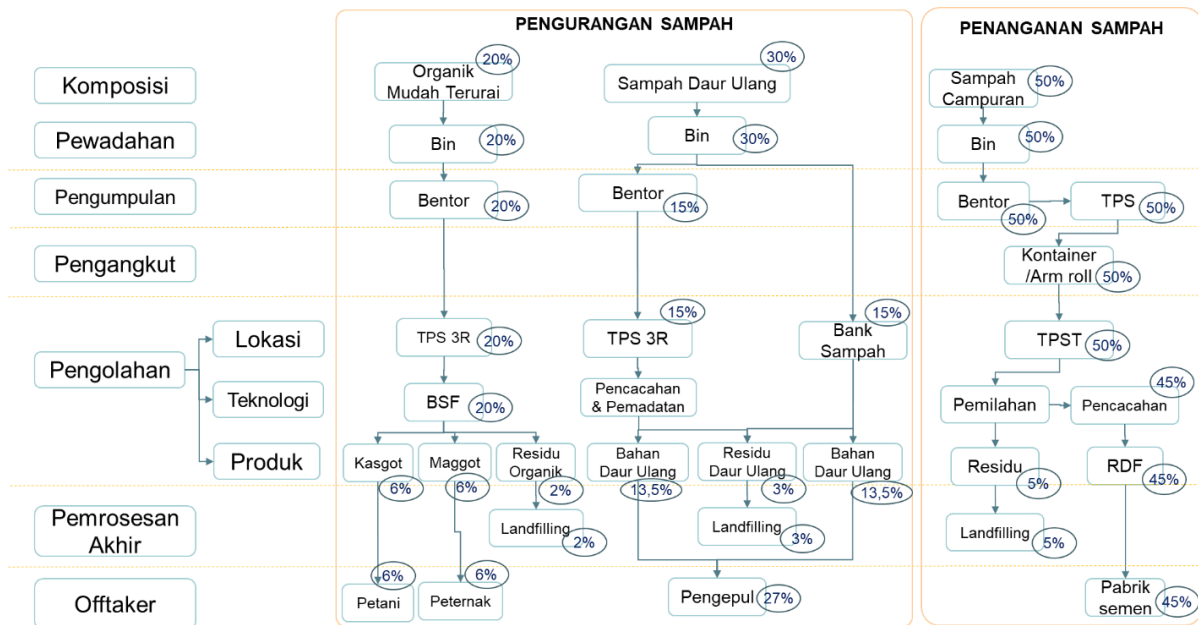 PENGURANGAN SAMPAH
PENANGANAN SAMPAH
Komposisi
Organik
Mudah Terurai
20%
Sampah Daur Ulang
30%
Sampah
Campuran
50%
Pewadahan
Bin
20%
Bin
30%
Bin
50%
Pengumpulan
Bentor
20%
Bentor
15%
Bentor
50%
TPS
50%
Pengangkut
Kontainer
/Arm roll
50%
Pengolahan
Lokasi
TPS 3R
20%
TPS 3R
15%
Bank
Sampah
15%
TPST
50%
Teknologi
BSF
20%
Pencacahan
& Pemadatan
Pemilahan
Pencacahan
45%
Produk
Kasgot
6%
Maggot
6%
Residu
Organik
2%
Bahan
Daur Ulang
13,5%
Residu
Daur Ulang
3%
Bahan
Daur Ulang
13,5%
Residu
5%
RDF
45%
Pemrosesan
Akhir
Landfilling
2%
Landfilling
3%
Landfilling
5%
Offtaker
Petani
6%
Peternak
6%
Pengepul
27%
Pabrik
semen
45%